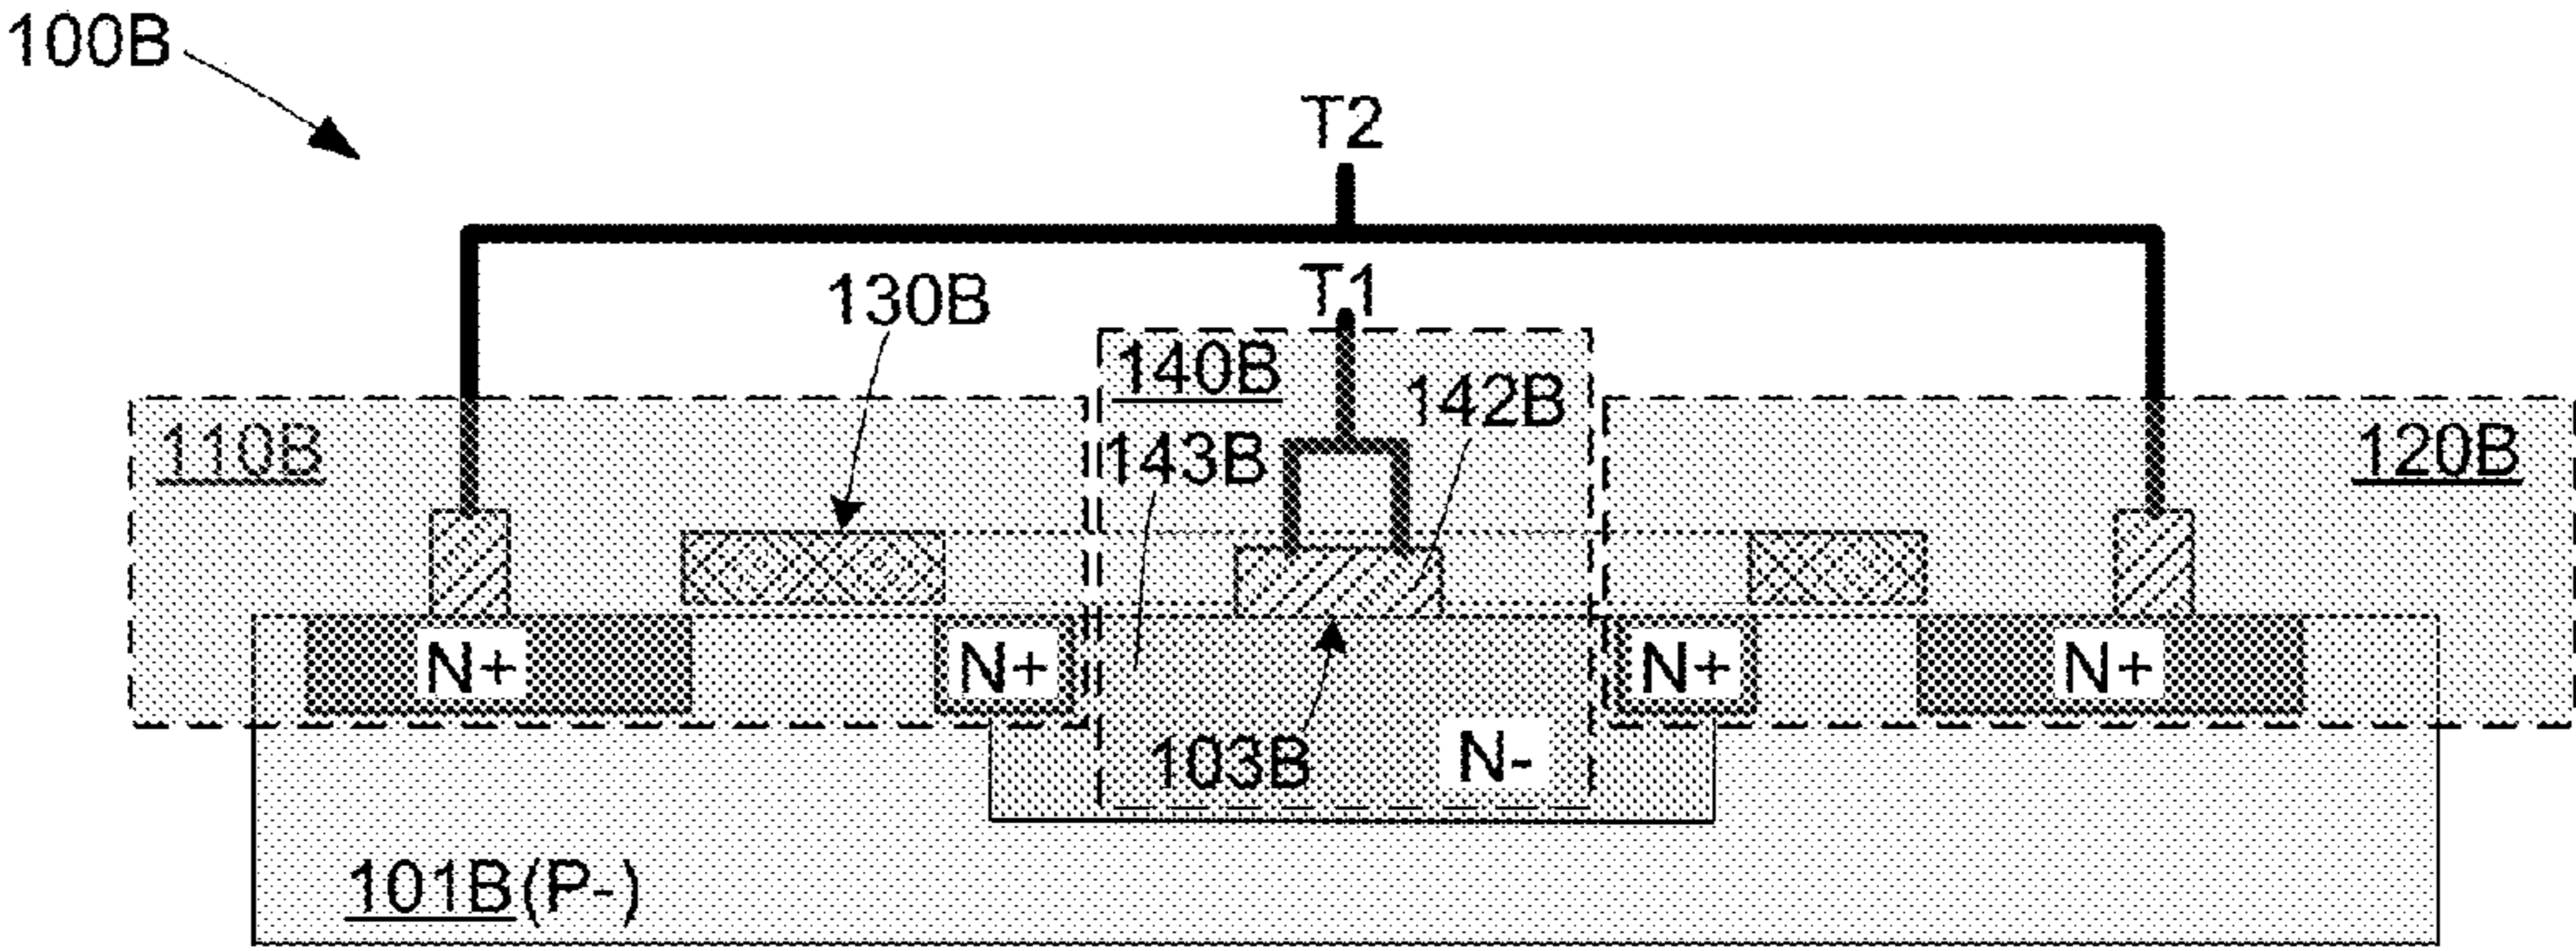 100B
T2
T1
130B
140B
142B
110B
143B
120B
N+
N+
N+
N+
103B
N-
101B(P-)